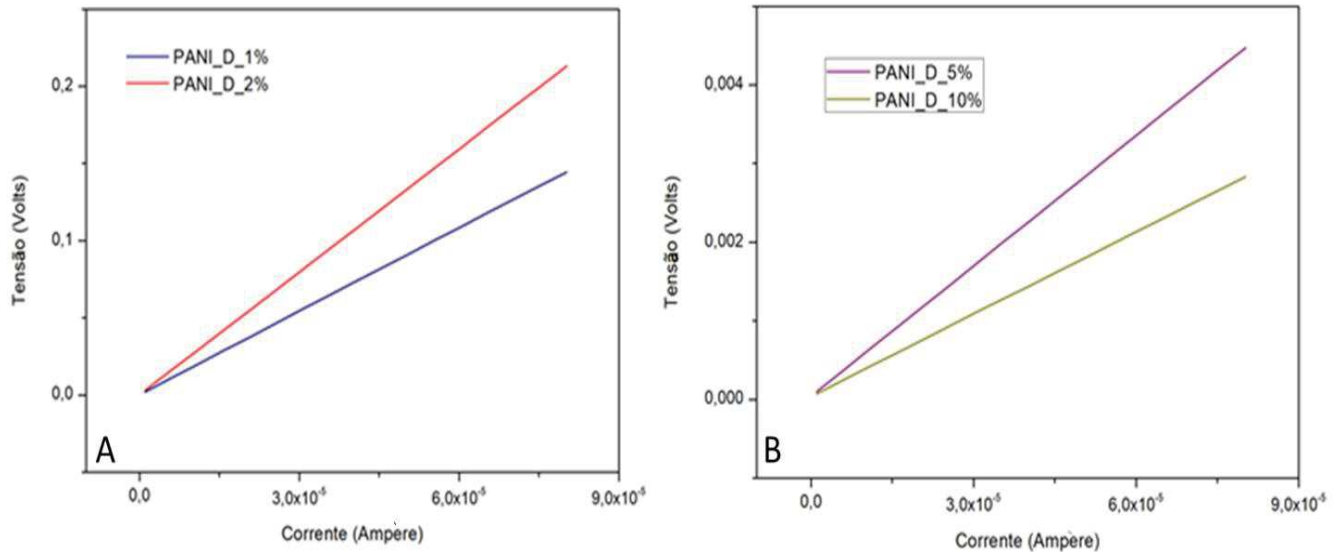 PANI_D_1%
PANI_D_2%
0,2
0,1
0,0
Tensão (Volts)
A
0,0 3,0x10⁻⁵ 6,0x10⁻⁵ 9,0x10⁻⁵
Corrente (Ampère)
PANI_D_5%
PANI_D_10%
0,004
0,002
0,000
Tensão (Volts)
B
0,0 3,0x10⁻⁵ 6,0x10⁻⁵ 9,0x10⁻⁵
Corrente (Ampère)